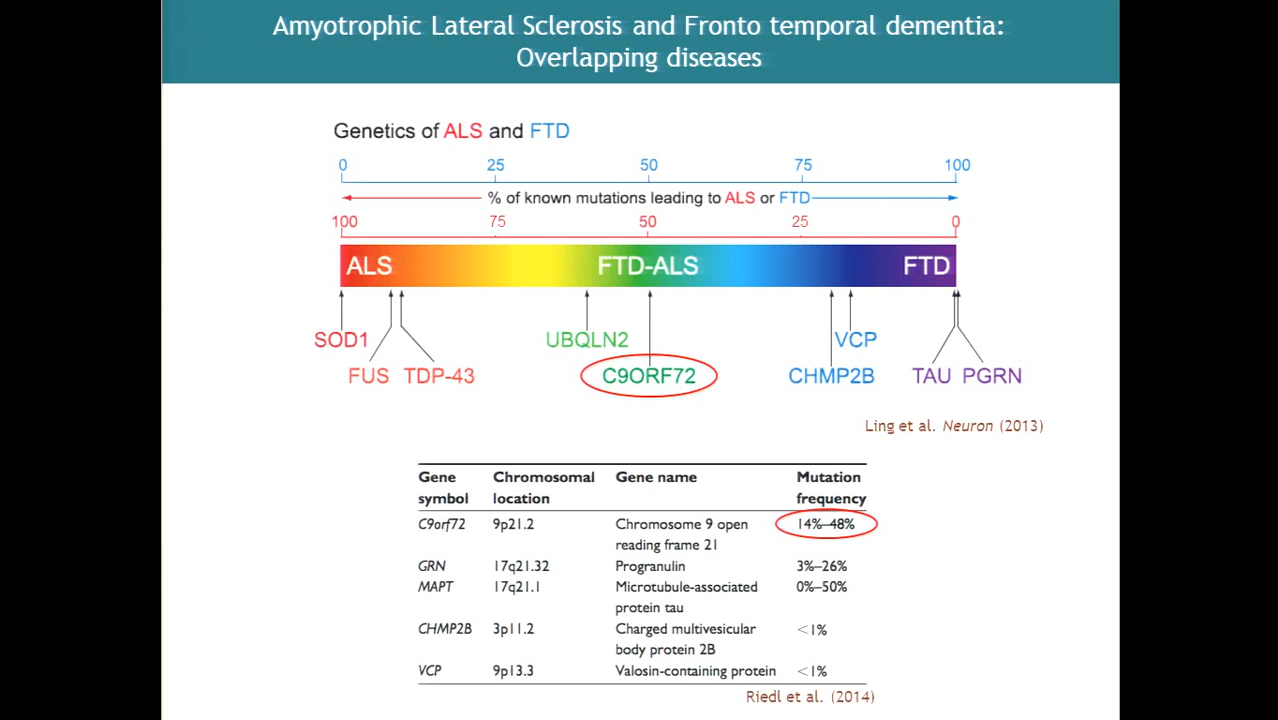 Amyotrophic Lateral Sclerosis and Fronto temporal dementia:
Overlapping diseases
Genetics of ALS and FTD
0 25 50 75 100
% of known mutations leading to ALS or FTD
100 75 50 25 0
ALS FTD-ALS FTD
SOD1 UBQLN2 VCP
FUS TDP-43 C9ORF72 CHMP2B TAU PGRN
Ling et al. Neuron (2013)
Gene Chromosomal Gene name Mutation
symbol location frequency
C9orf72 9p21.2 Chromosome 9 open 14%–48%
reading frame 21
GRN 17q21.32 Progranulin 3%–26%
MAPT 17q21.1 Microtubule-associated 0%–50%
protein tau
CHMP2B 3p11.2 Charged multivesicular <1%
body protein 2B
VCP 9p13.3 Valosin-containing protein <1%
Riedl et al. (2014)